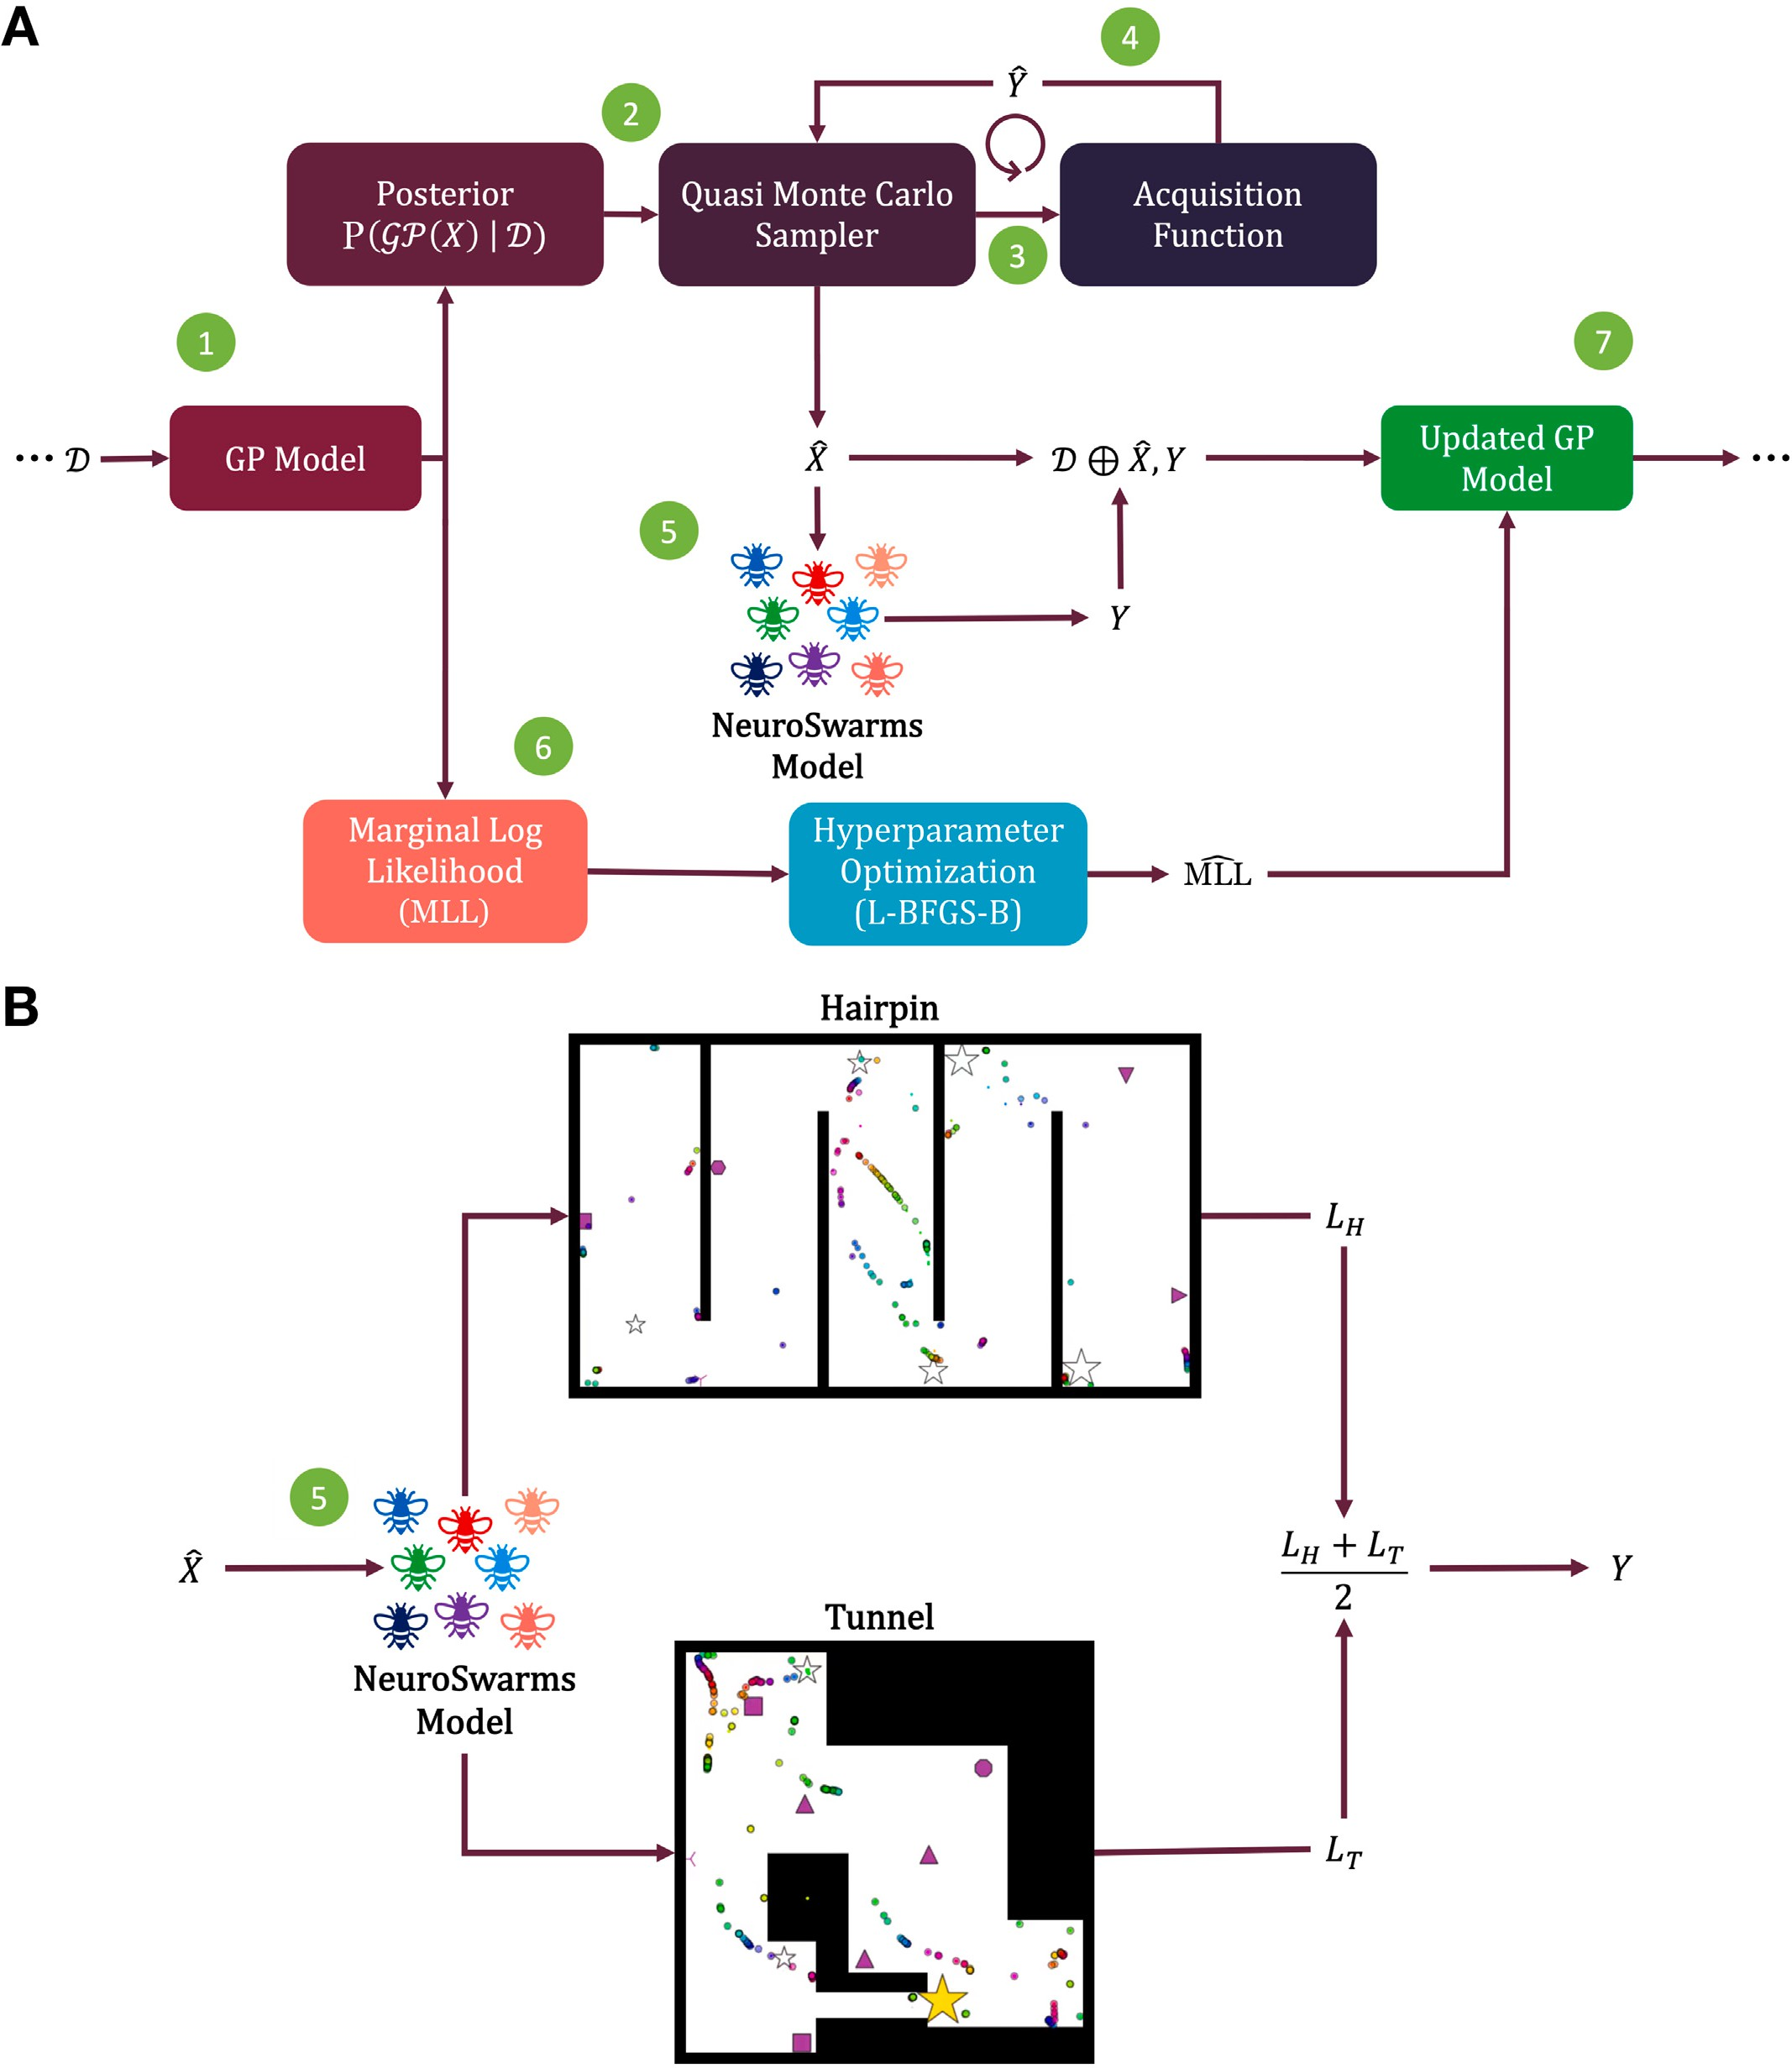 A
4
Ŷ
2
Posterior
P(𝒢𝒫(X) | 𝒟)
Quasi Monte Carlo
Sampler
Acquisition
Function
3
1
7
··· 𝒟
GP Model
X̂
𝒟 ⊕ X̂, Y
Updated GP
Model
···
5
Y
NeuroSwarms
Model
6
Marginal Log
Likelihood
(MLL)
Hyperparameter
Optimization
(L-BFGS-B)
M̂LL
B
Hairpin
L_H
5
X̂
NeuroSwarms
Model
L_H + L_T
2
Y
Tunnel
L_T